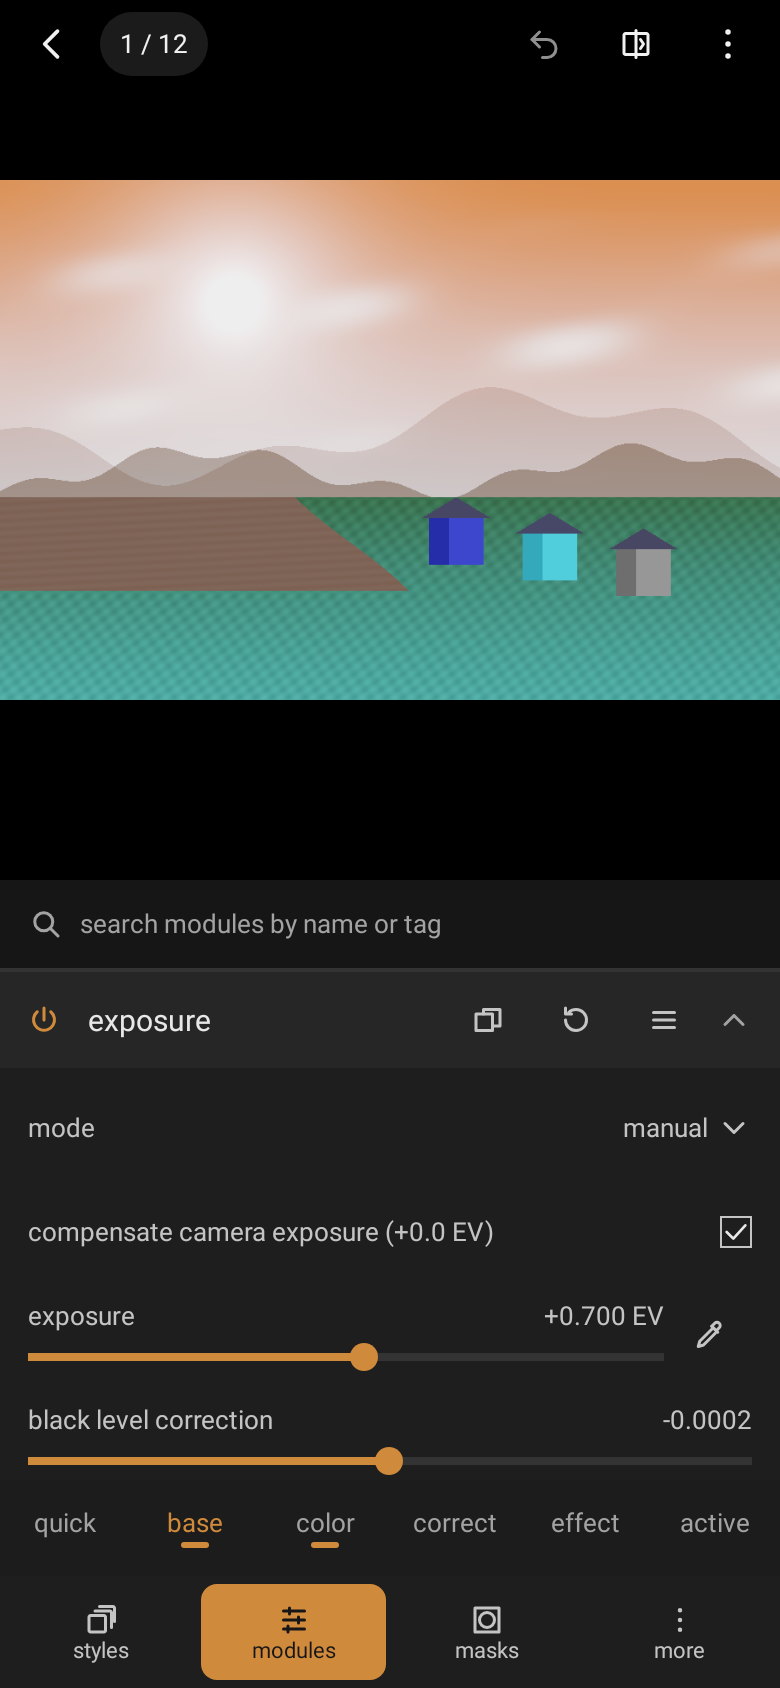 1 / 12
search modules by name or tag
exposure
mode manual
compensate camera exposure (+0.0 EV)
exposure +0.700 EV
black level correction -0.0002
quick base color correct effect active
styles modules masks more